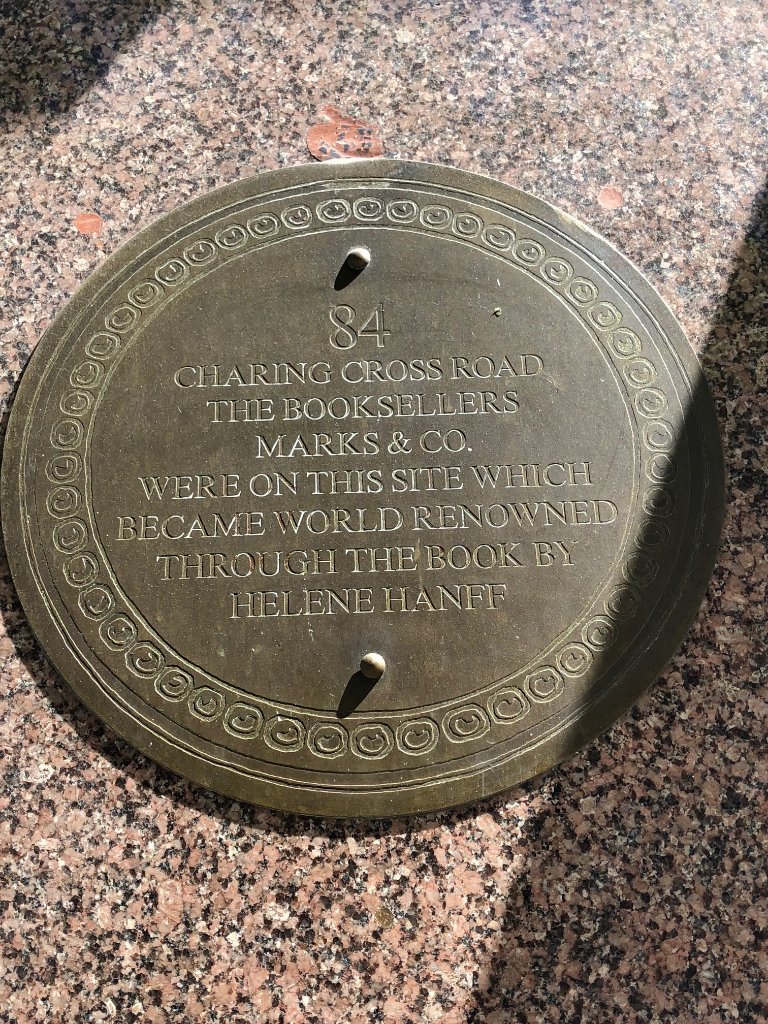 84
CHARING CROSS ROAD
THE BOOKSELLERS
MARKS & CO.
WERE ON THIS SITE WHICH
BECAME WORLD RENOWNED
THROUGH THE BOOK BY
HELENE HANFF